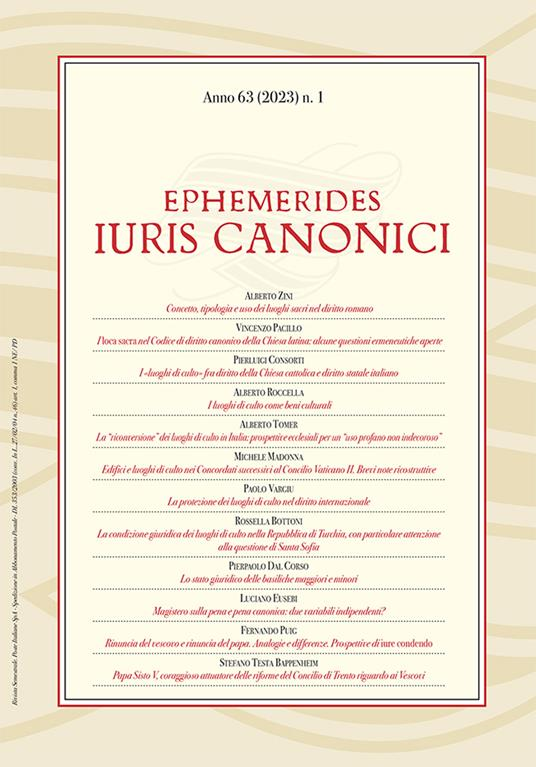 Anno 63 (2023) n. 1
EPHEMERIDES
IURIS CANONICI
ALBERTO ZINI
Concetto, tipologia e uso dei luoghi sacri nel diritto romano
VINCENZO PACILLO
I loca sacra nel Codice di diritto canonico della Chiesa latina: alcune questioni ermeneutiche aperte
PIERLUIGI CONSORTI
I «luoghi di culto» fra diritto della Chiesa cattolica e diritto statale italiano
ALBERTO ROCCELLA
I luoghi di culto come beni culturali
ALBERTO TOMER
La "riconversione" dei luoghi di culto in Italia: prospettive ecclesiali per un "uso profano non indecoroso"
MICHELE MADONNA
Edifici e luoghi di culto nei Concordati successivi al Concilio Vaticano II. Brevi note ricostruttive
PAOLO VARGIU
La protezione dei luoghi di culto nel diritto internazionale
ROSSELLA BOTTONI
La condizione giuridica dei luoghi di culto nella Repubblica di Turchia, con particolare attenzione
alla questione di Santa Sofia
PIERPAOLO DAL CORSO
Lo stato giuridico delle basiliche maggiori e minori
LUCIANO EUSEBI
Magistero sulla pena e pena canonica: due variabili indipendenti?
FERNANDO PUIG
Rinuncia del vescovo e rinuncia del papa. Analogie e differenze. Prospettive di iure condendo
STEFANO TESTA BAPPENHEIM
Papa Sisto V, coraggioso attuatore delle riforme del Concilio di Trento riguardo ai Vescovi
Rivista Semestrale. Poste Italiane SpA - Spedizione in Abbonamento Postale - DL 353/2003 (conv. In L. 27/02/04 n. 46) art. 1, comma 1 NE/PD